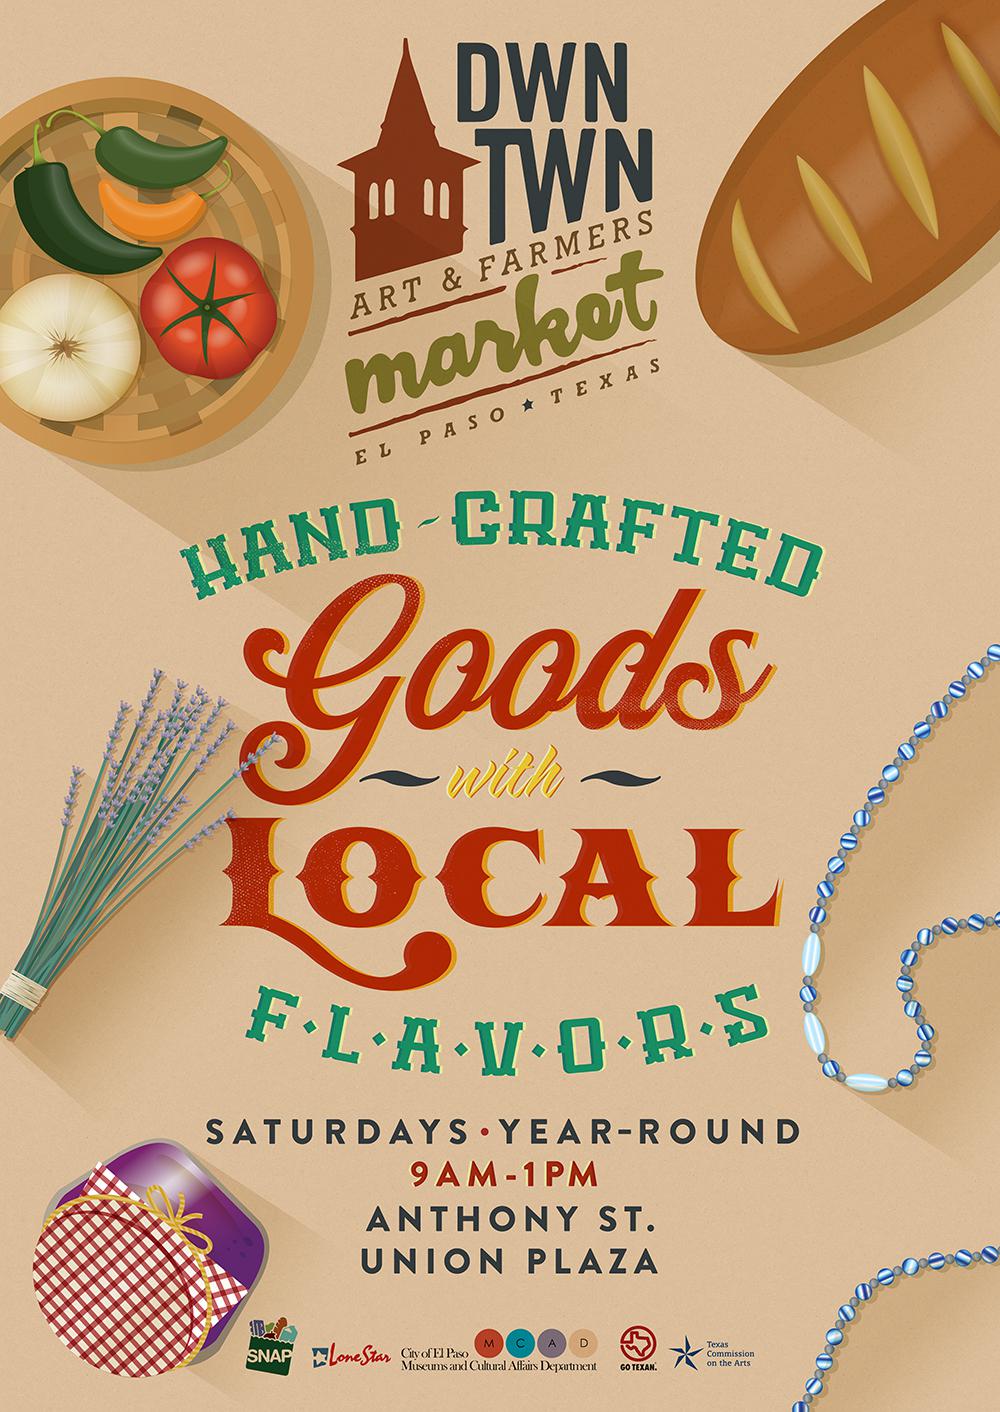 DWN
TWN
ART & FARMERS
market
EL PASO ★ TEXAS
HAND-CRAFTED
Goods
with
LOCAL
F·L·A·V·O·R·S
SATURDAYS · YEAR-ROUND
9AM-1PM
ANTHONY ST.
UNION PLAZA
SNAP
LoneStar
City of El Paso
Museums and Cultural Affairs Department
M C A D
GO TEXAN.
Texas
Commission
on the Arts